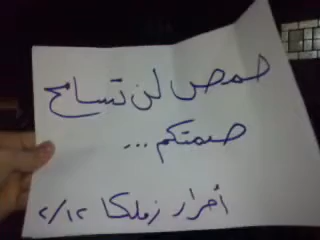 حمص لن تسامح
صمتكم ...
أحرار زملكا ٢/١٢